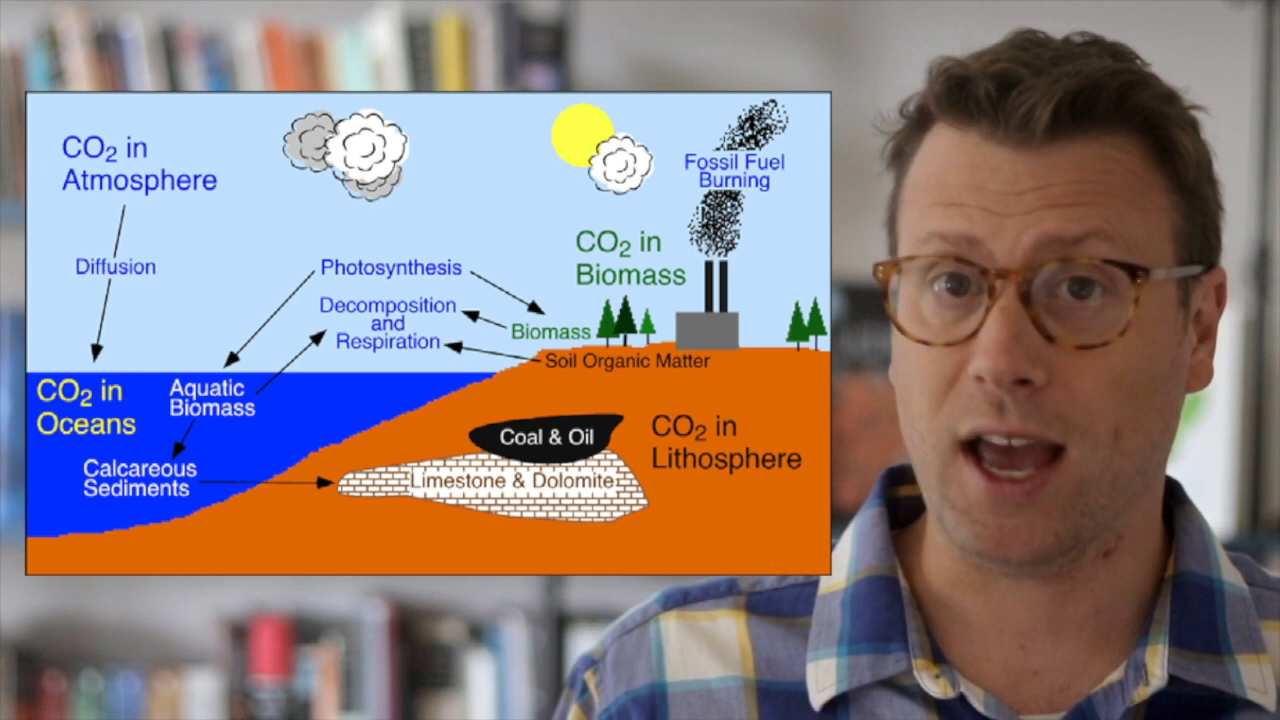 CO₂ in
Atmosphere
Fossil Fuel
Burning
Diffusion
Photosynthesis
CO₂ in
Biomass
Decomposition
and
Respiration
Biomass
Soil Organic Matter
CO₂ in
Oceans
Aquatic
Biomass
Calcareous
Sediments
Coal & Oil
Limestone & Dolomite
CO₂ in
Lithosphere